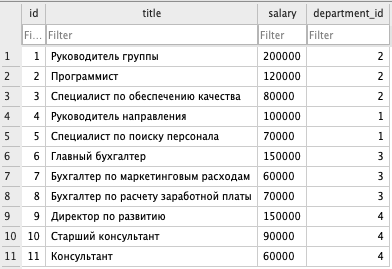 id title salary department_id
Fi... Filter Filter Filter
1 1 Руководитель группы 200000 2
2 2 Программист 120000 2
3 3 Специалист по обеспечению качества 80000 2
4 4 Руководитель направления 100000 1
5 5 Специалист по поиску персонала 70000 1
6 6 Главный бухгалтер 150000 3
7 7 Бухгалтер по маркетинговым расходам 60000 3
8 8 Бухгалтер по расчету заработной платы 70000 3
9 9 Директор по развитию 150000 4
10 10 Старший консультант 90000 4
11 11 Консультант 60000 4